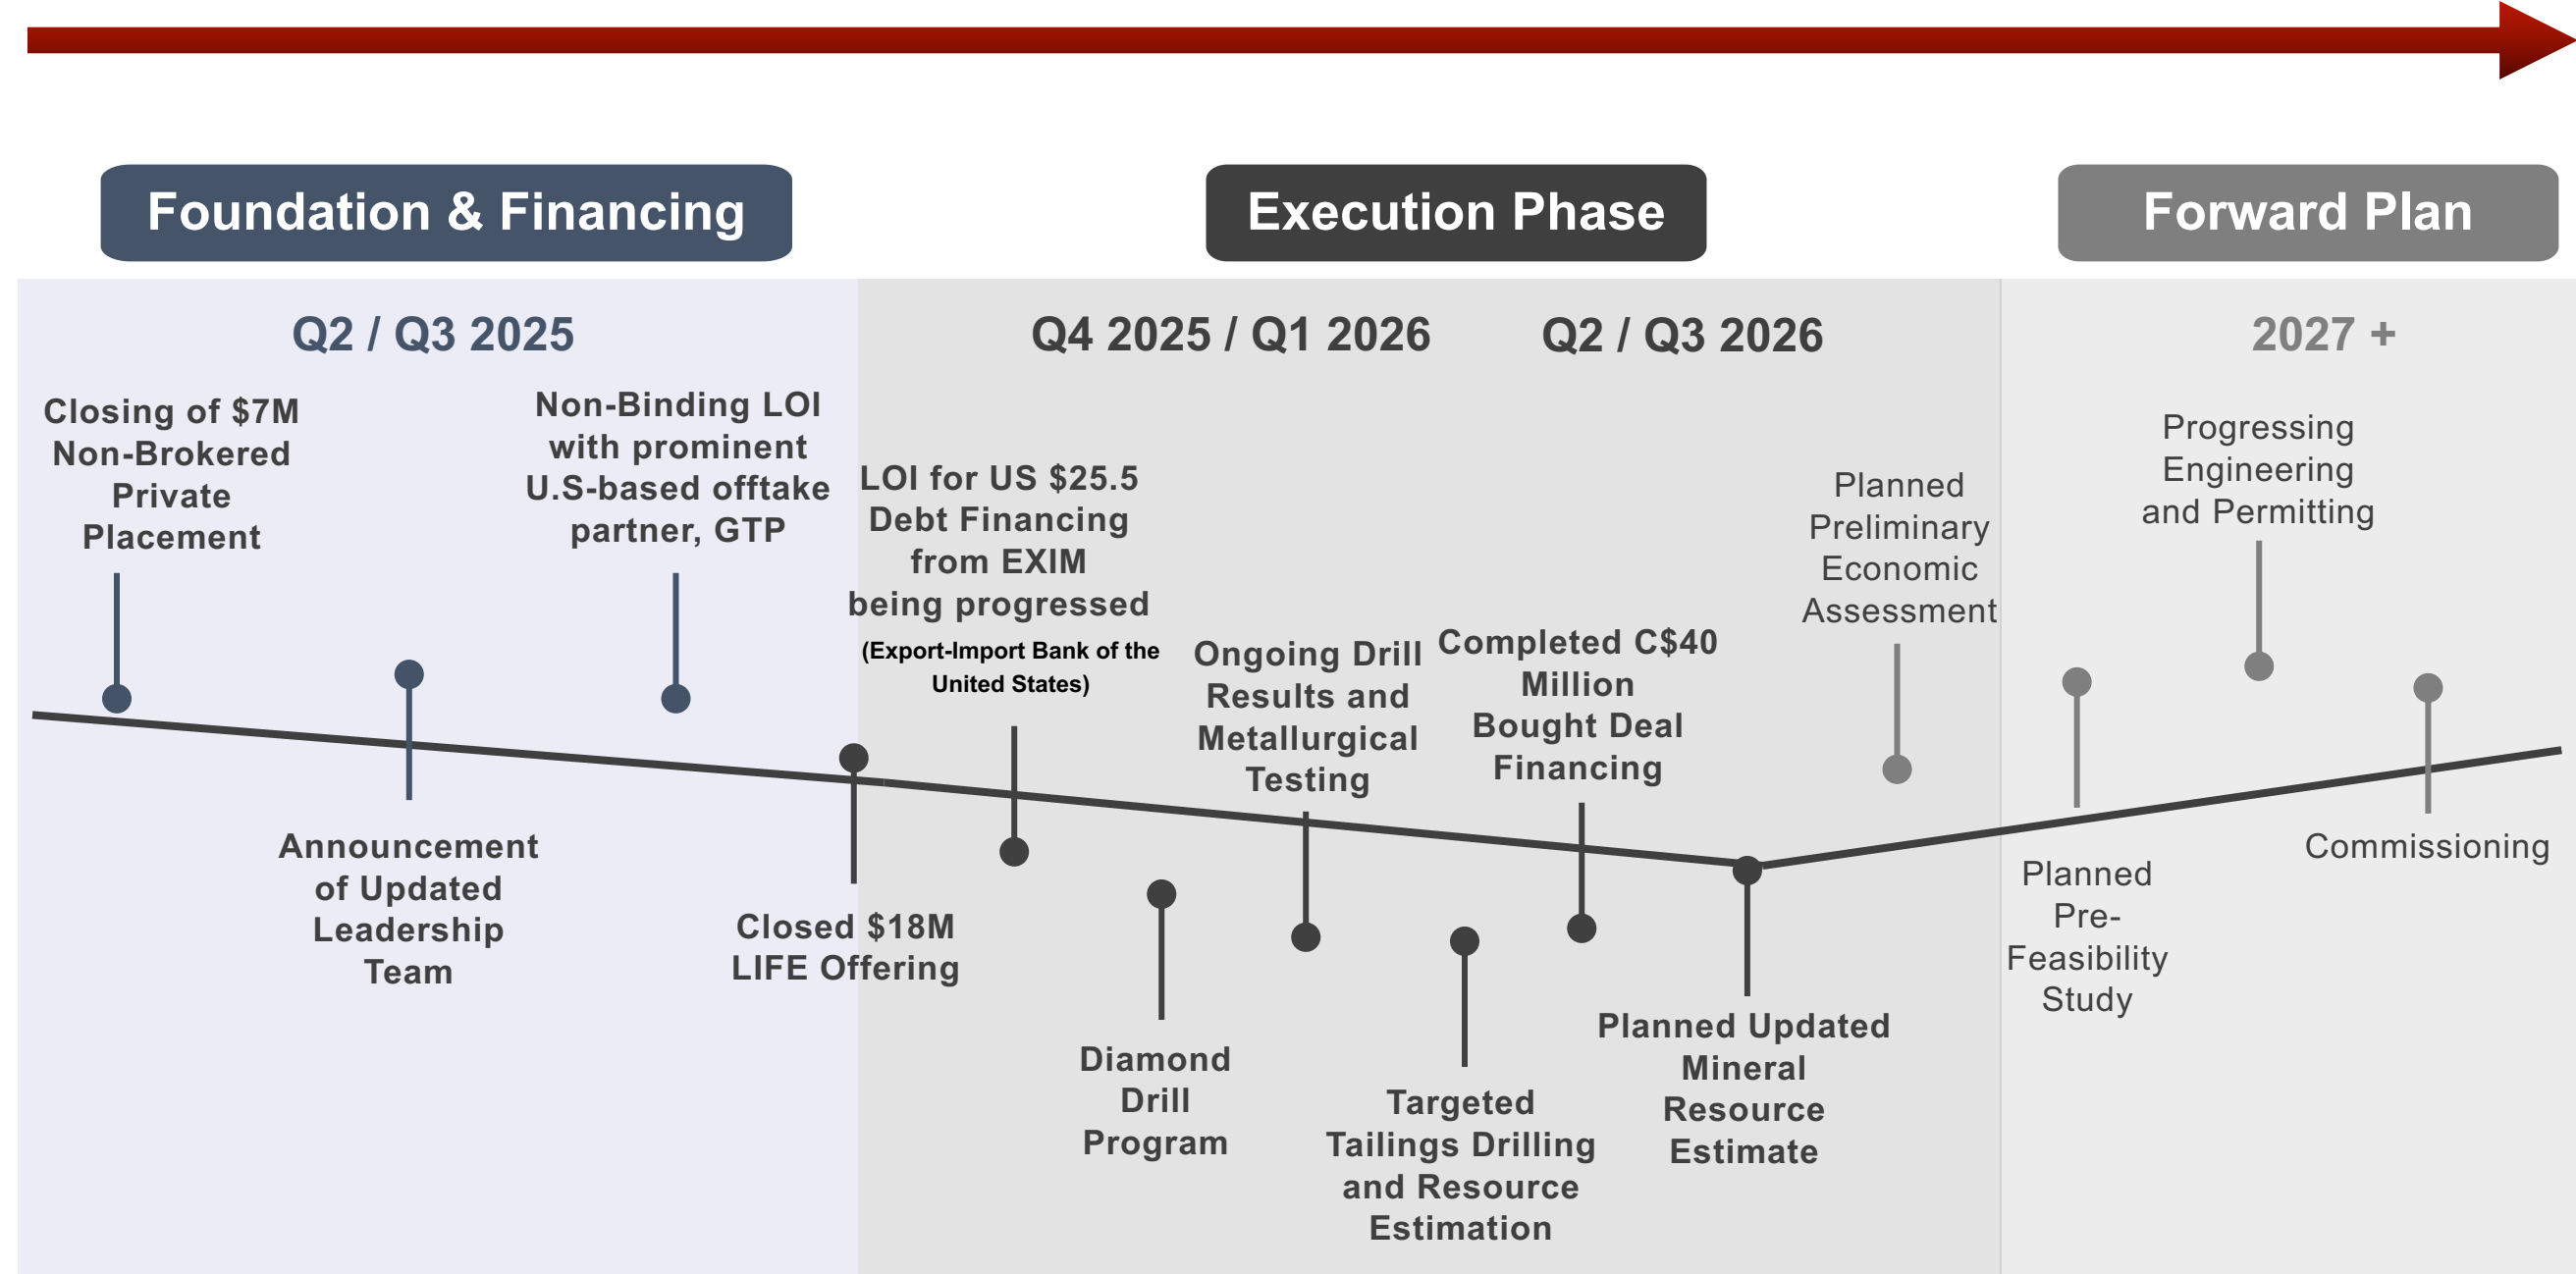 Foundation & Financing
Execution Phase
Forward Plan
Q2 / Q3 2025
Q4 2025 / Q1 2026
Q2 / Q3 2026
2027 +
Closing of $7M
Non-Brokered
Private
Placement
Announcement
of Updated
Leadership
Team
Non-Binding LOI
with prominent
U.S-based offtake
partner, GTP
Closed $18M
LIFE Offering
LOI for US $25.5
Debt Financing
from EXIM
being progressed
(Export-Import Bank of the
United States)
Diamond
Drill
Program
Ongoing Drill
Results and
Metallurgical
Testing
Targeted
Tailings Drilling
and Resource
Estimation
Completed C$40
Million
Bought Deal
Financing
Planned Updated
Mineral
Resource
Estimate
Planned
Preliminary
Economic
Assessment
Planned
Pre-
Feasibility
Study
Progressing
Engineering
and Permitting
Commissioning